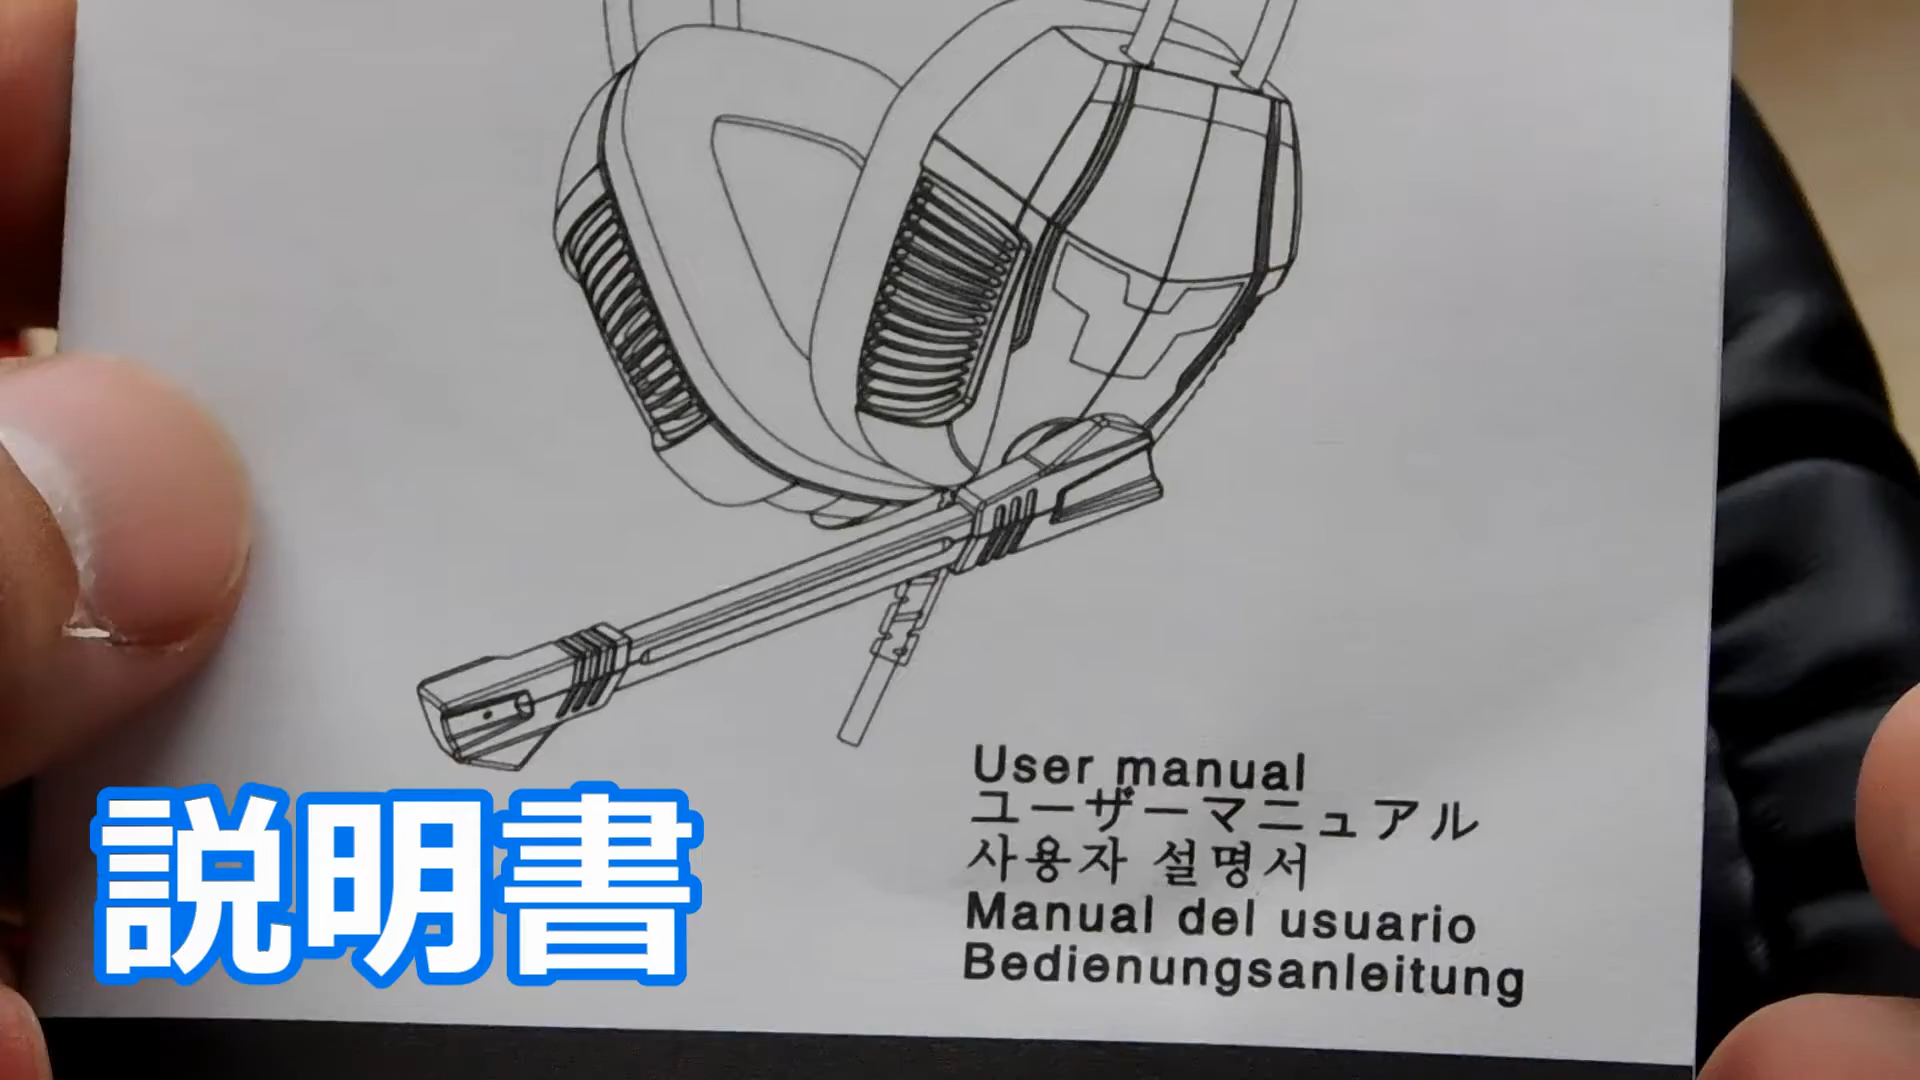 User manual
ユーザーマニュアル
사용자 설명서
Manual del usuario
Bedienungsanleitung
説明書